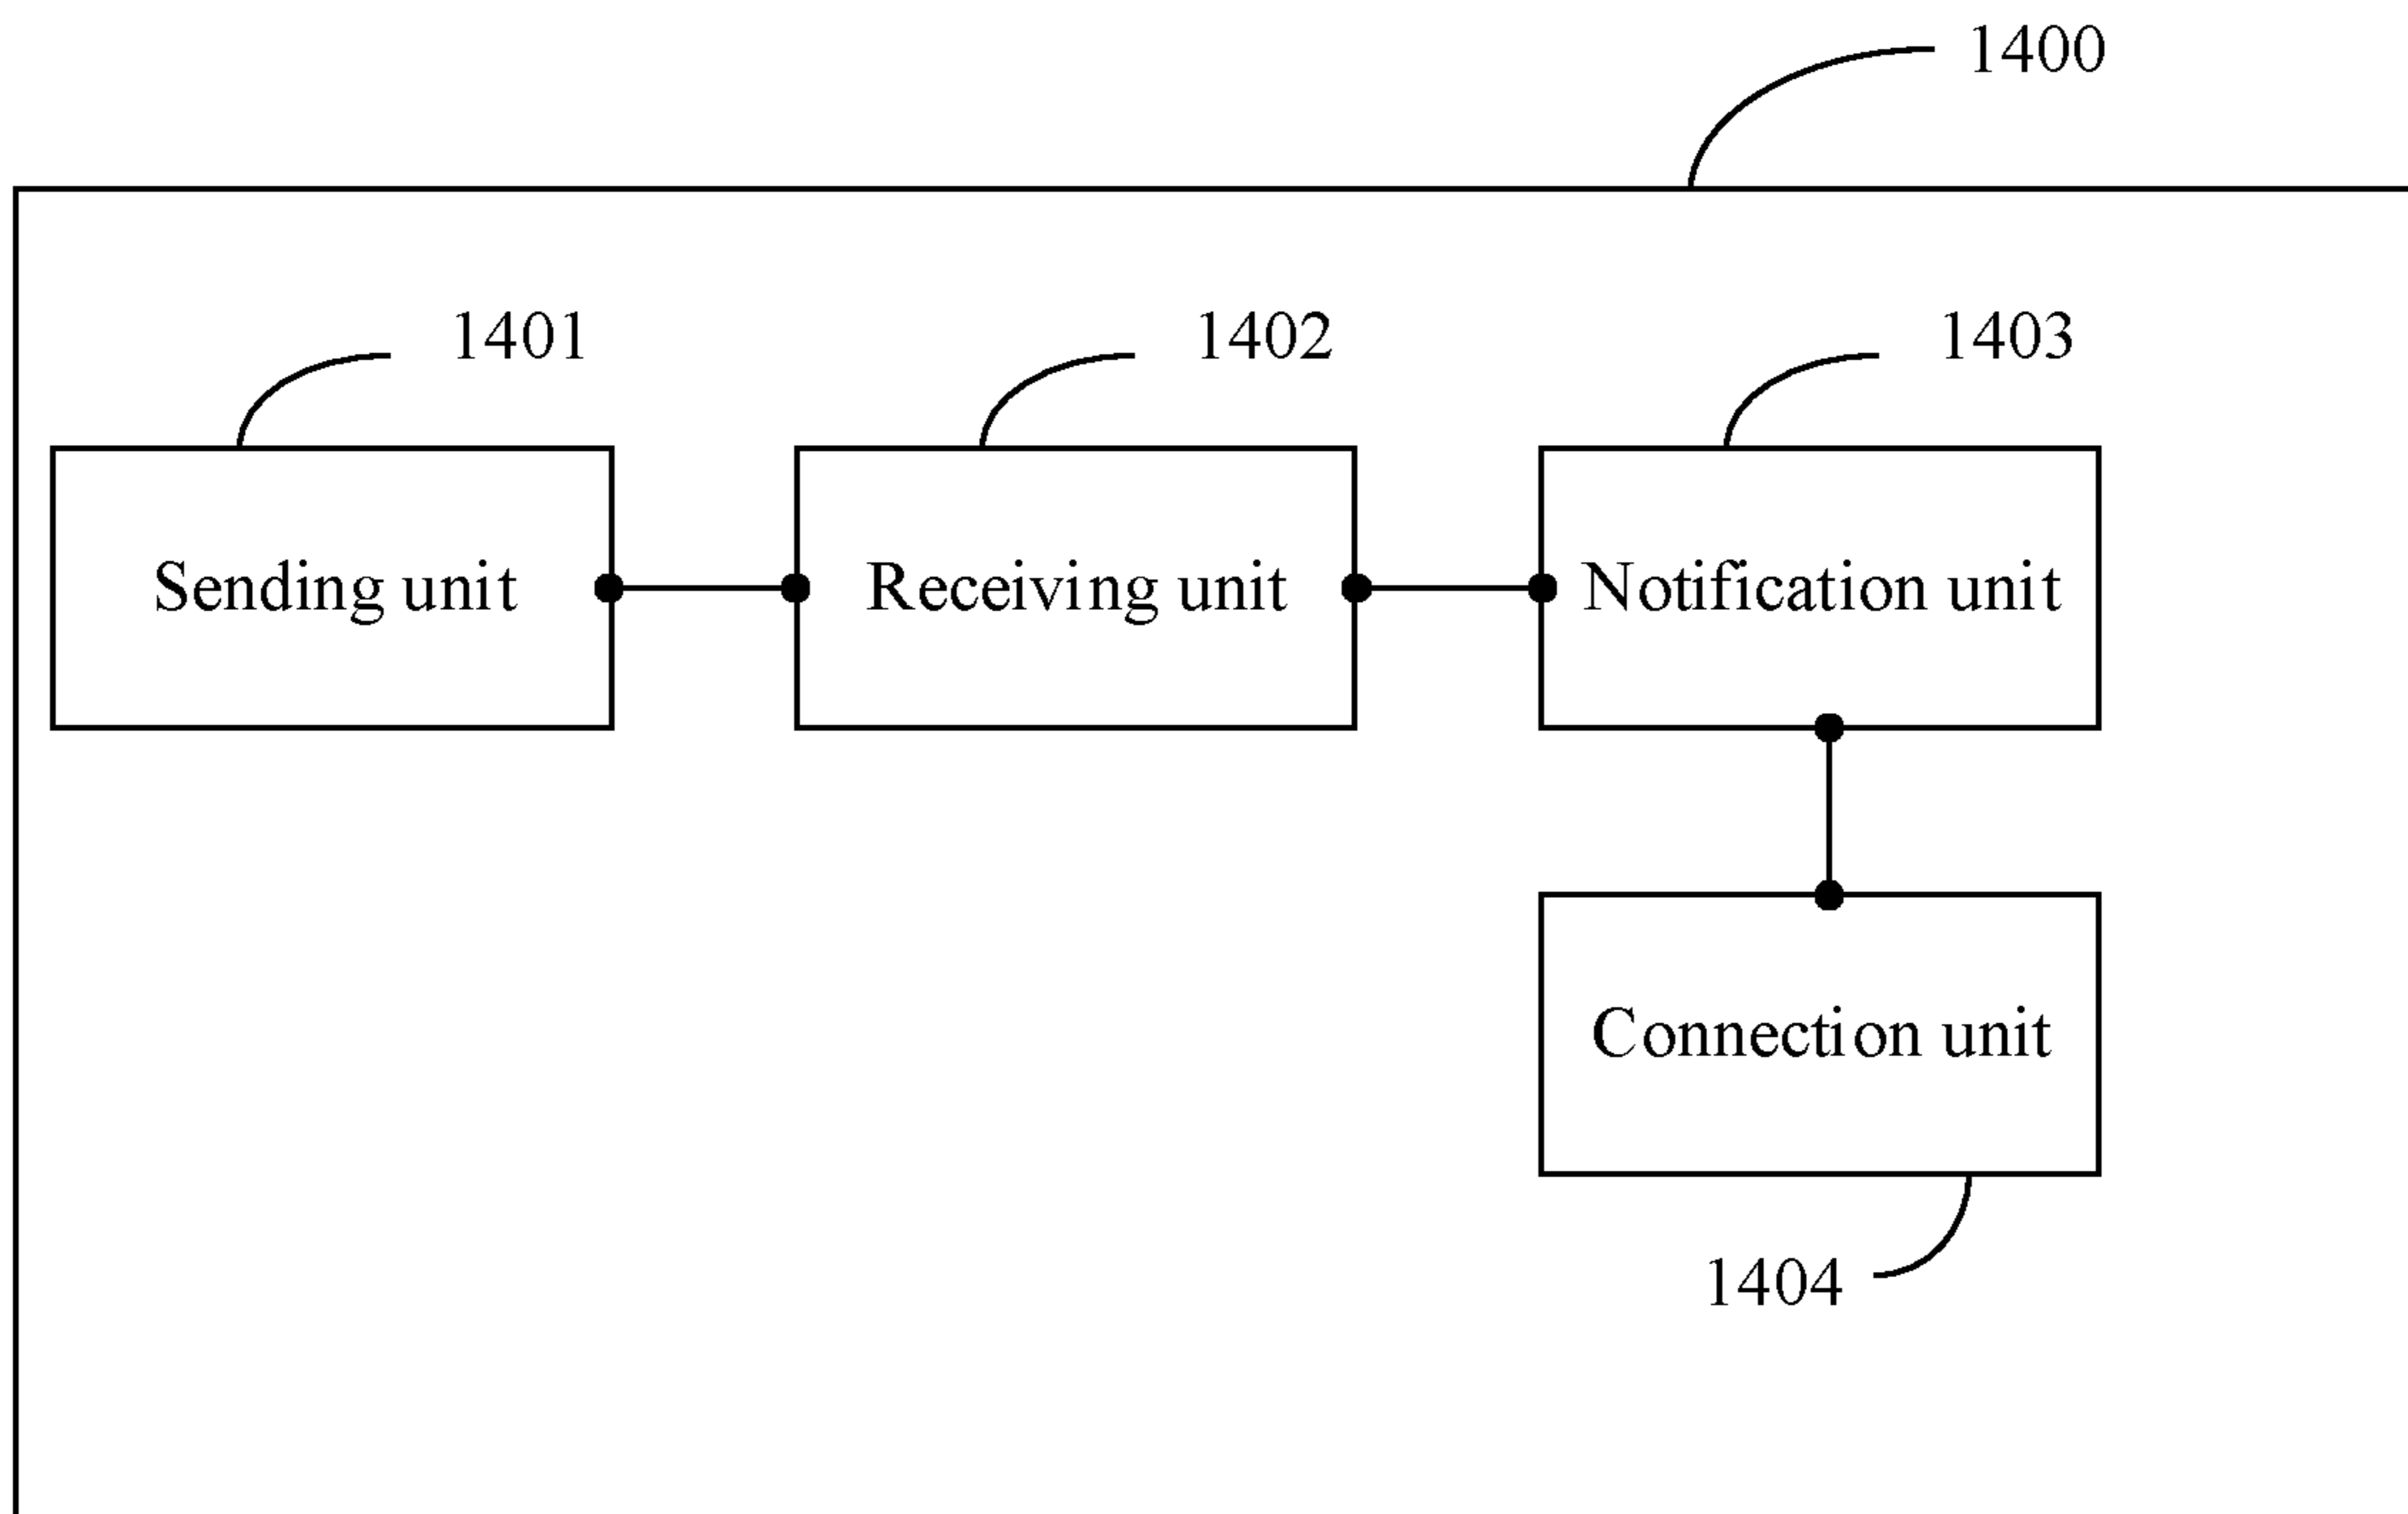 1400
1401
1402
1403
Sending unit
Receiving unit
Notification unit
Connection unit
1404